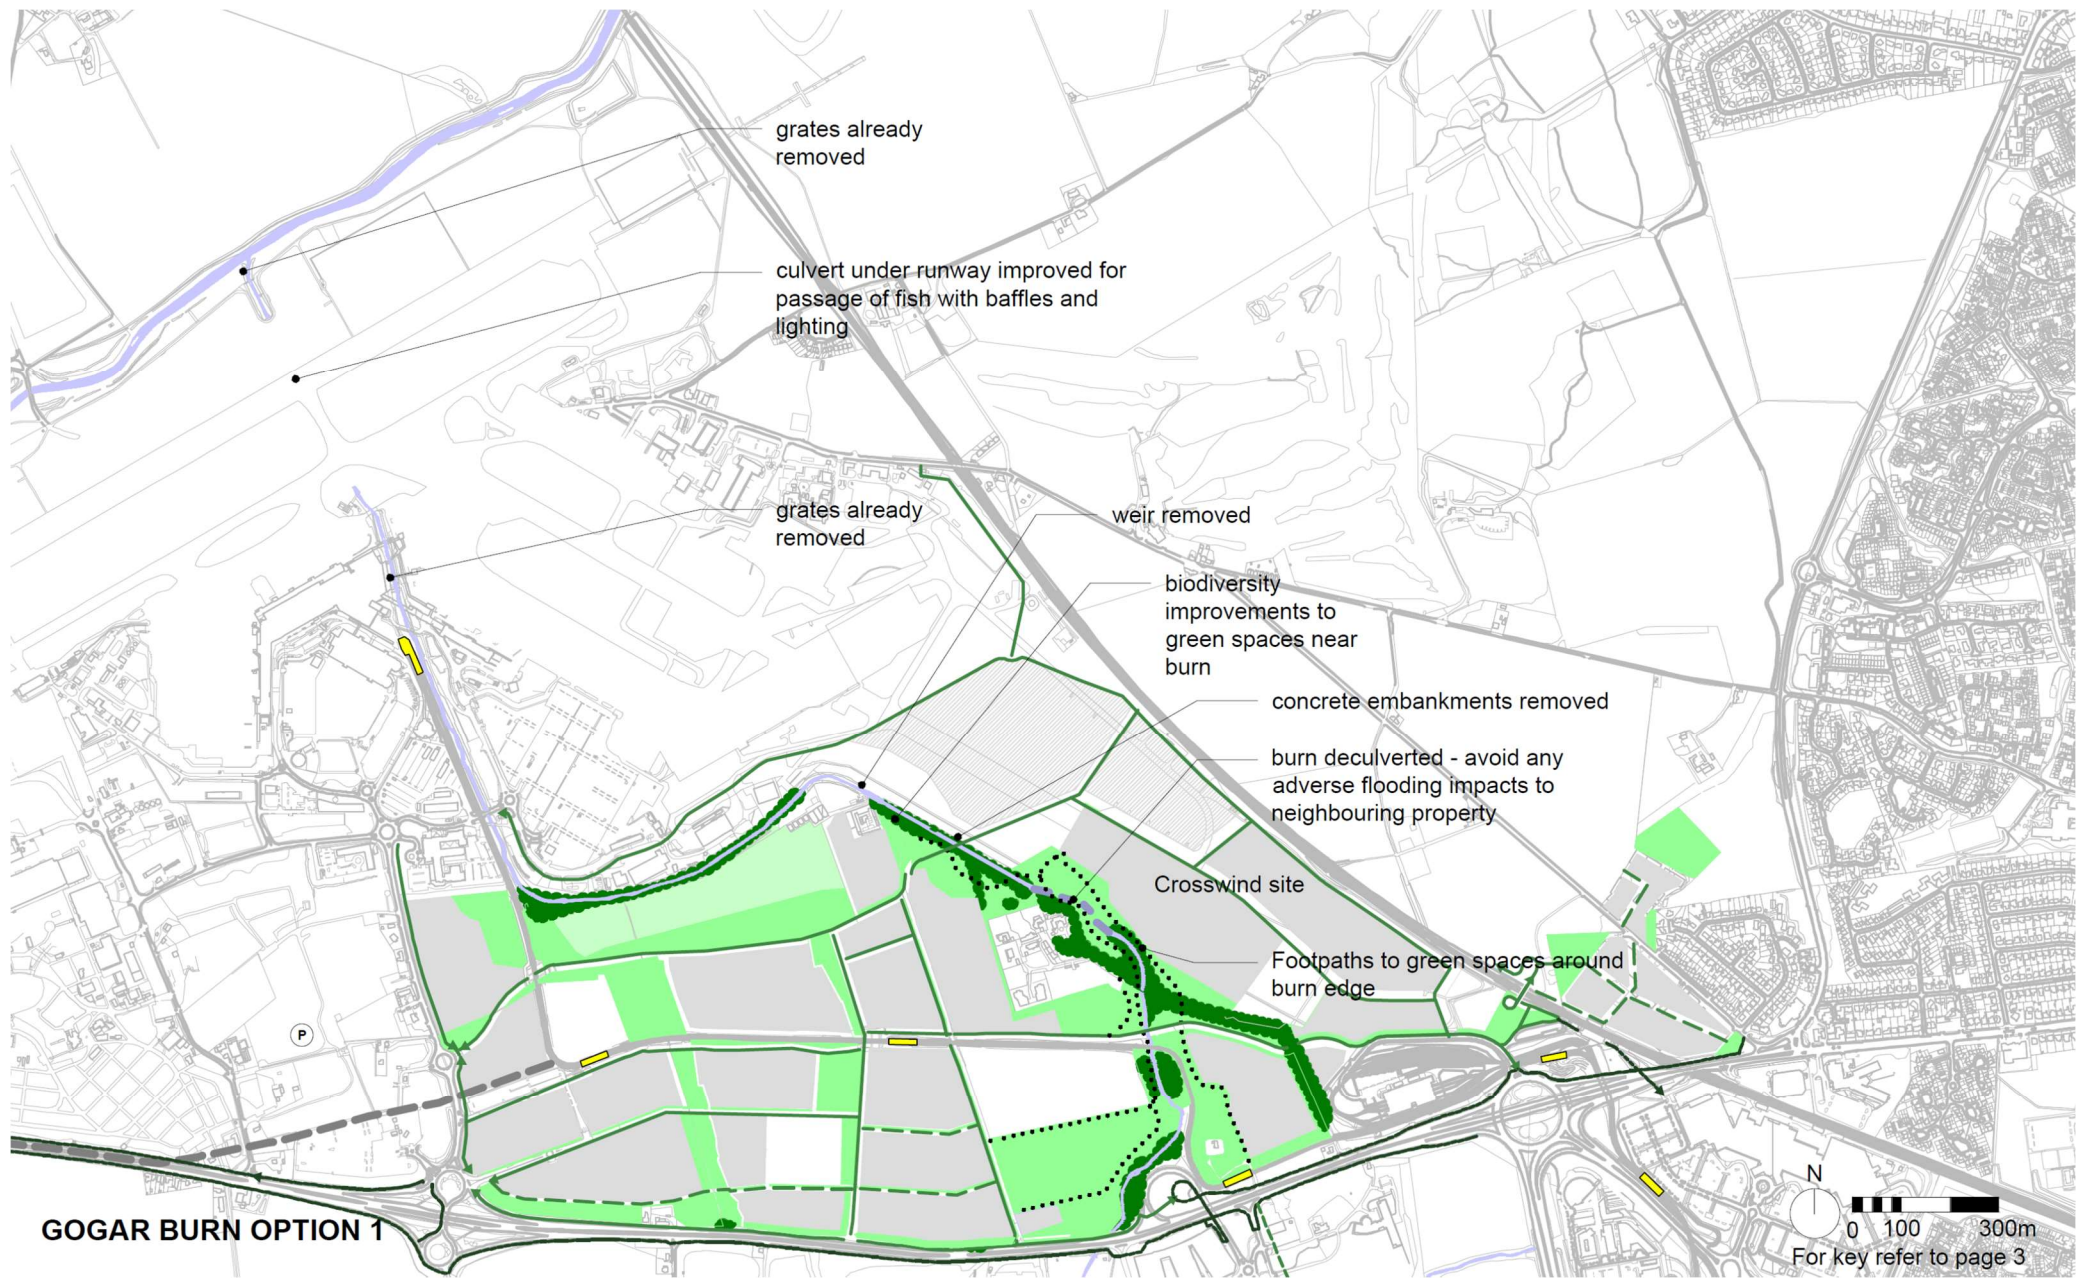 grates already
removed
culvert under runway improved for
passage of fish with baffles and
lighting
grates already
removed
weir removed
biodiversity
improvements to
green spaces near
burn
concrete embankments removed
burn deculverted - avoid any
adverse flooding impacts to
neighbouring property
Crosswind site
Footpaths to green spaces around
burn edge
P
GOGAR BURN OPTION 1
N
0 100 300m
For key refer to page 3